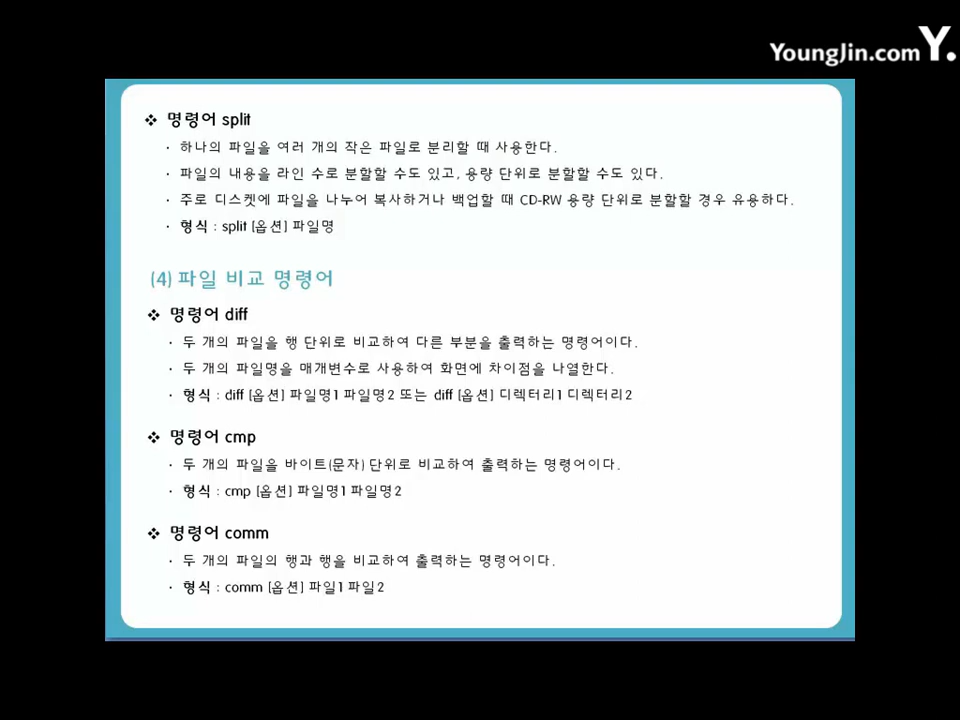 YoungJin.com Y.
❖ 명령어 split
· 하나의 파일을 여러 개의 작은 파일로 분리할 때 사용한다.
· 파일의 내용을 라인 수로 분할할 수도 있고, 용량 단위로 분할할 수도 있다.
· 주로 디스켓에 파일을 나누어 복사하거나 백업할 때 CD-RW 용량 단위로 분할할 경우 유용하다.
· 형식 : split [옵션] 파일명
(4) 파일 비교 명령어
❖ 명령어 diff
· 두 개의 파일을 행 단위로 비교하여 다른 부분을 출력하는 명령어이다.
· 두 개의 파일명을 매개변수로 사용하여 화면에 차이점을 나열한다.
· 형식 : diff [옵션] 파일명1 파일명2 또는 diff [옵션] 디렉터리1 디렉터리2
❖ 명령어 cmp
· 두 개의 파일을 바이트(문자) 단위로 비교하여 출력하는 명령어이다.
· 형식 : cmp [옵션] 파일명1 파일명2
❖ 명령어 comm
· 두 개의 파일의 행과 행을 비교하여 출력하는 명령어이다.
· 형식 : comm [옵션] 파일1 파일2